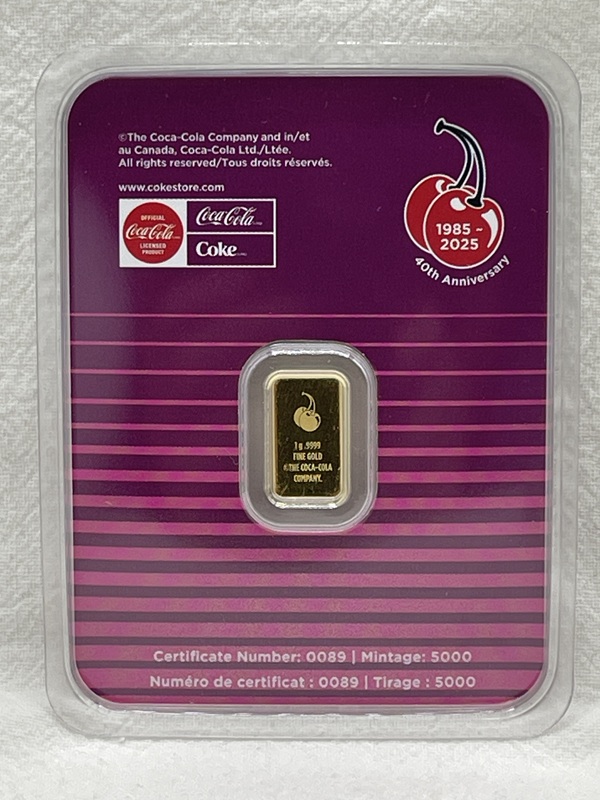 ©The Coca-Cola Company and in/et
au Canada, Coca-Cola Ltd./Ltée.
All rights reserved/Tous droits réservés.
www.cokestore.com
OFFICIAL
Coca-Cola
LICENSED
PRODUCT
Coca-Cola
Coke
1985 ~
2025
40th Anniversary
1g .9999
FINE GOLD
©THE COCA-COLA
COMPANY.
Certificate Number: 0089 | Mintage: 5000
Numéro de certificat : 0089 | Tirage : 5000